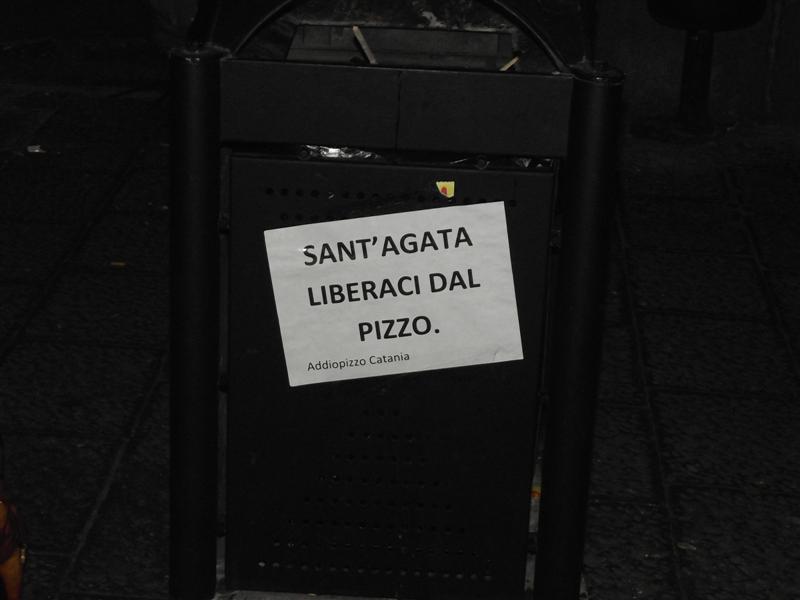 SANT'AGATA
LIBERACI DAL
PIZZO.
Addiopizzo Catania